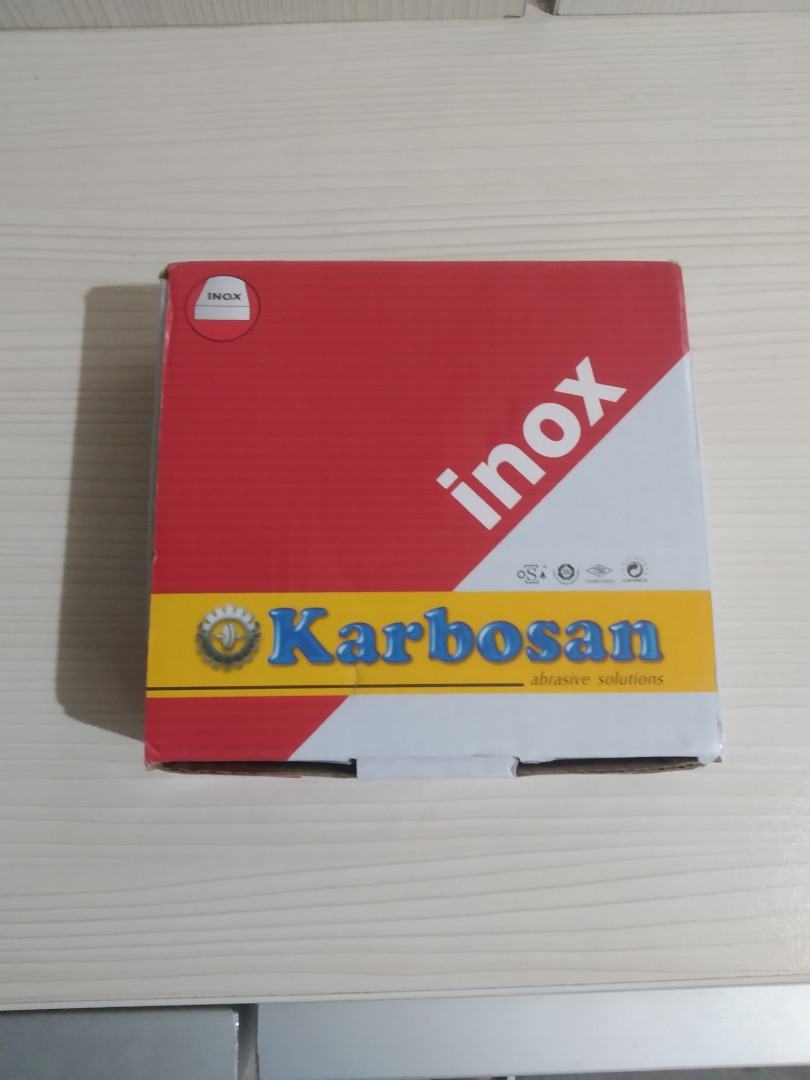 INOX
inox
Karbosan
abrasive solutions